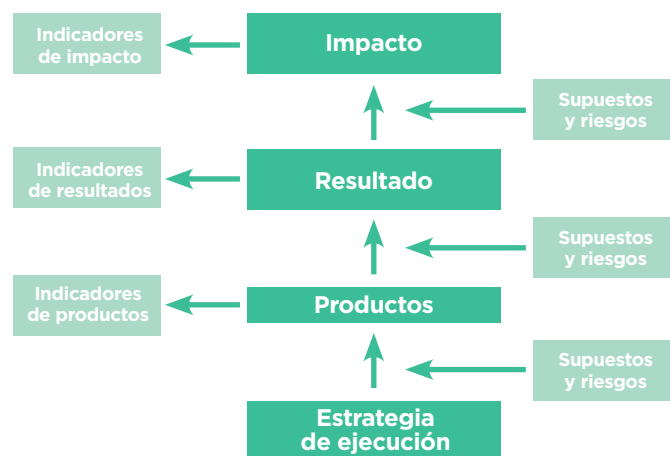 Indicadores
de impacto
Impacto
Supuestos
y riesgos
Indicadores
de resultados
Resultado
Supuestos
y riesgos
Indicadores
de productos
Productos
Supuestos
y riesgos
Estrategia
de ejecución